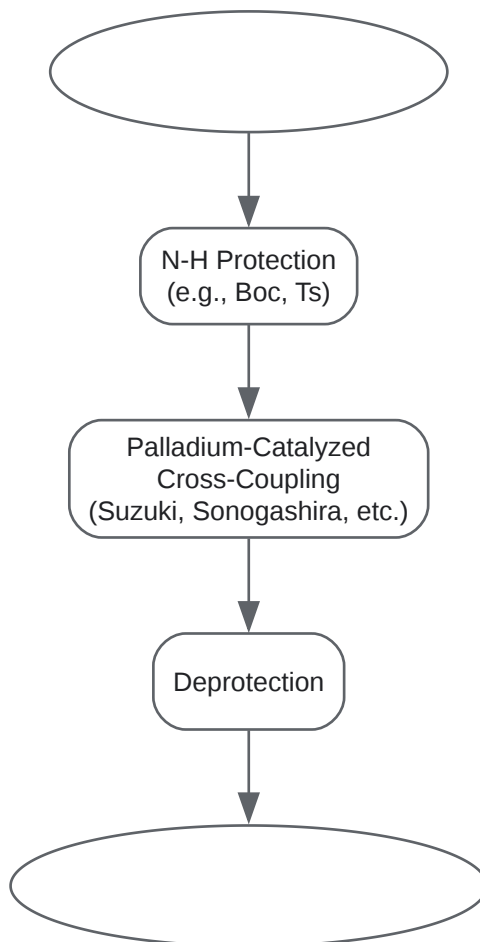 N-H Protection
(e.g., Boc, Ts)
Palladium-Catalyzed
Cross-Coupling
(Suzuki, Sonogashira, etc.)
Deprotection